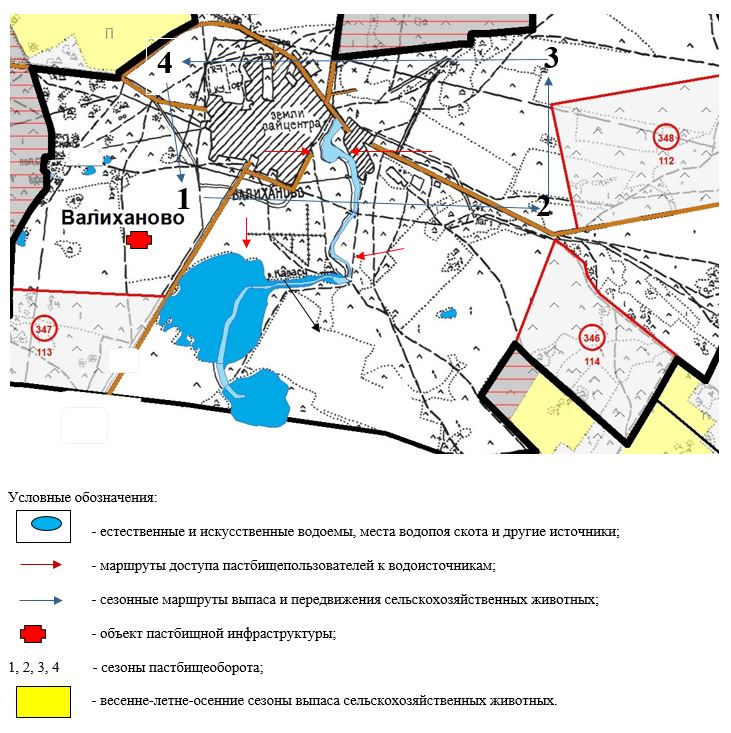 П
4
3
земли
райцентра
348
112
1
ВАЛИХАНОВО
2
Валиханово
р. Карасу
347
113
346
114
Условные обозначения:
- естественные и искусственные водоемы, места водопоя скота и другие источники;
- маршруты доступа пастбищепользователей к водоисточникам;
- сезонные маршруты выпаса и передвижения сельскохозяйственных животных;
- объект пастбищной инфраструктуры;
1, 2, 3, 4 - сезоны пастбищеоборота;
- весенне-летне-осенние сезоны выпаса сельскохозяйственных животных.